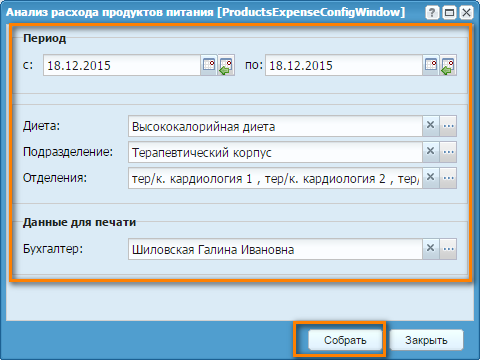 Анализ расхода продуктов питания [ProductsExpenseConfigWindow]
Период
с: 18.12.2015 по: 18.12.2015
Диета: Высококалорийная диета
Подразделение: Терапевтический корпус
Отделения: тер/к. кардиология 1 , тер/к. кардиология 2 , тер/
Данные для печати
Бухгалтер: Шиловская Галина Ивановна
Собрать Закрыть